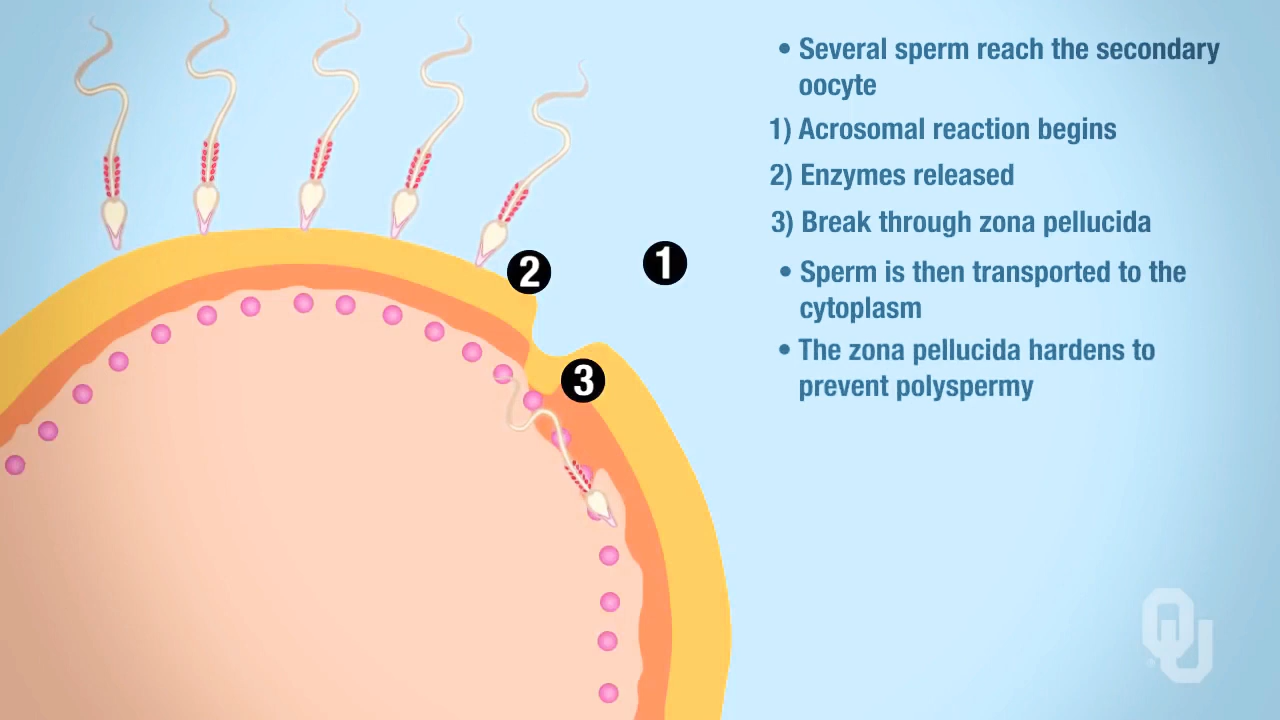 • Several sperm reach the secondary
oocyte
1) Acrosomal reaction begins
2) Enzymes released
3) Break through zona pellucida
• Sperm is then transported to the
cytoplasm
• The zona pellucida hardens to
prevent polyspermy
1
2
3
OU